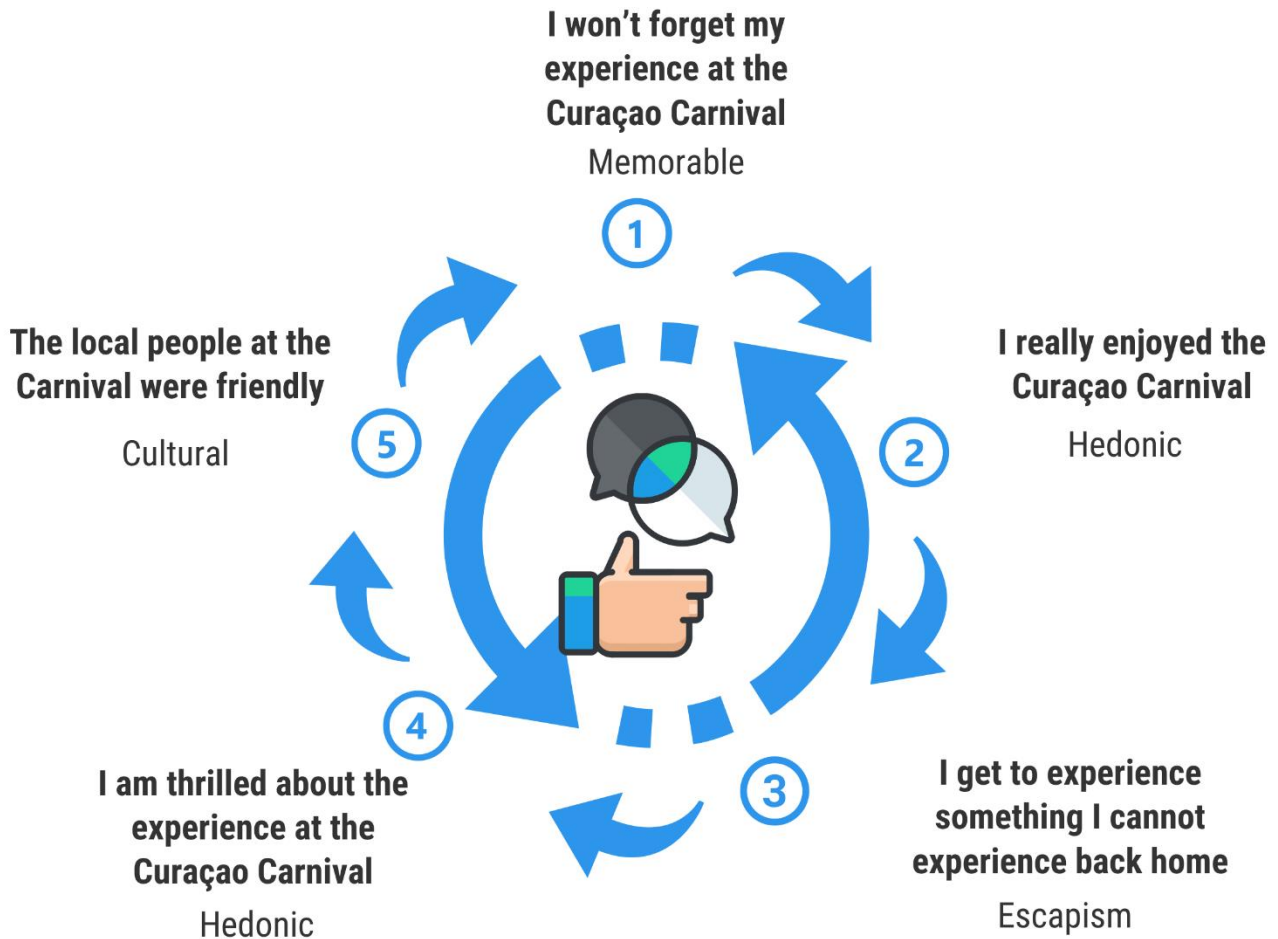 I won’t forget my
experience at the
Curaçao Carnival
Memorable
1
I really enjoyed the
Curaçao Carnival
Hedonic
2
I get to experience
something I cannot
experience back home
Escapism
3
I am thrilled about the
experience at the
Curaçao Carnival
Hedonic
4
The local people at the
Carnival were friendly
Cultural
5